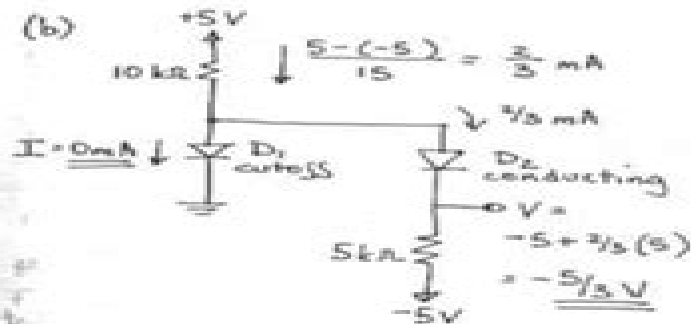 (b)
+5V
10 kΩ
↓ 5-(-5) / 15 = 2/3 mA
↘ 2/3 mA
I = 0mA ↓
D₁
cutoff
D₂
conducting
V =
5kΩ
-5 + 2/3 (5)
= -5/3 V
-5V